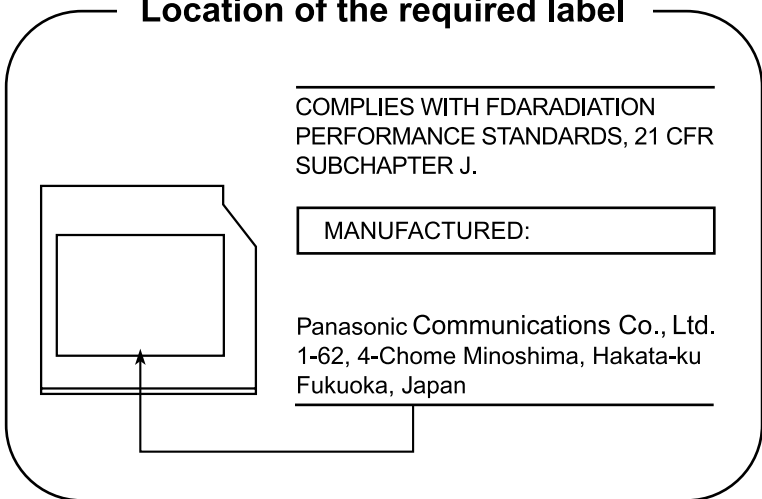 Location of the required label
COMPLIES WITH FDARADIATION
PERFORMANCE STANDARDS, 21 CFR
SUBCHAPTER J.
MANUFACTURED:
Panasonic Communications Co., Ltd.
1-62, 4-Chome Minoshima, Hakata-ku
Fukuoka, Japan